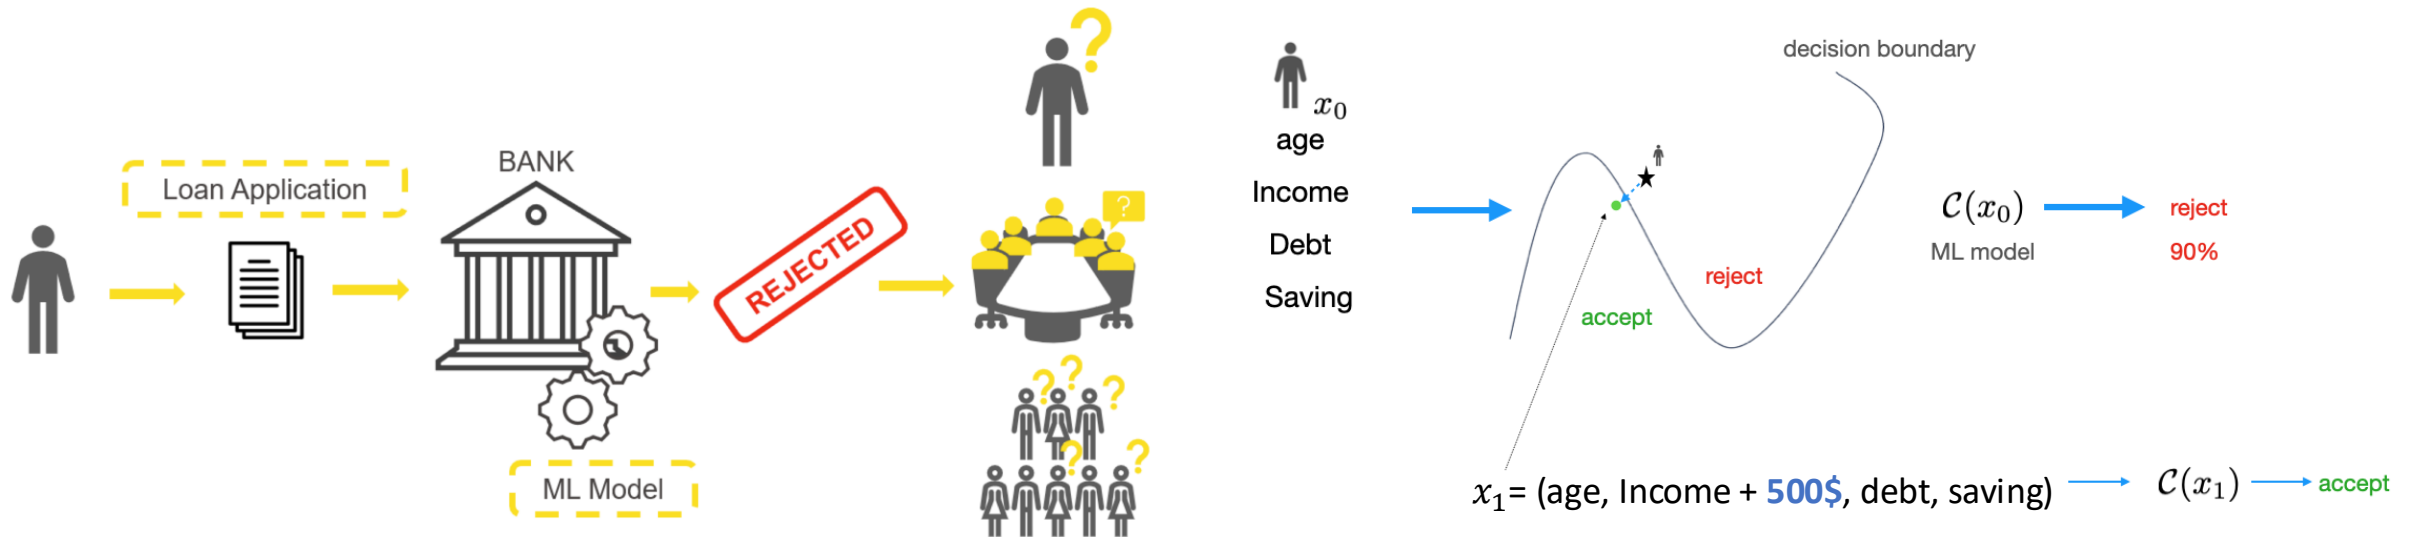 ?
Loan Application
BANK
REJECTED
?
ML Model
? ? ?
? ?
x₀
age
Income
Debt
Saving
decision boundary
reject
accept
C(x₀)
ML model
reject
90%
x₁= (age, Income + 500$, debt, saving)
C(x₁)
accept